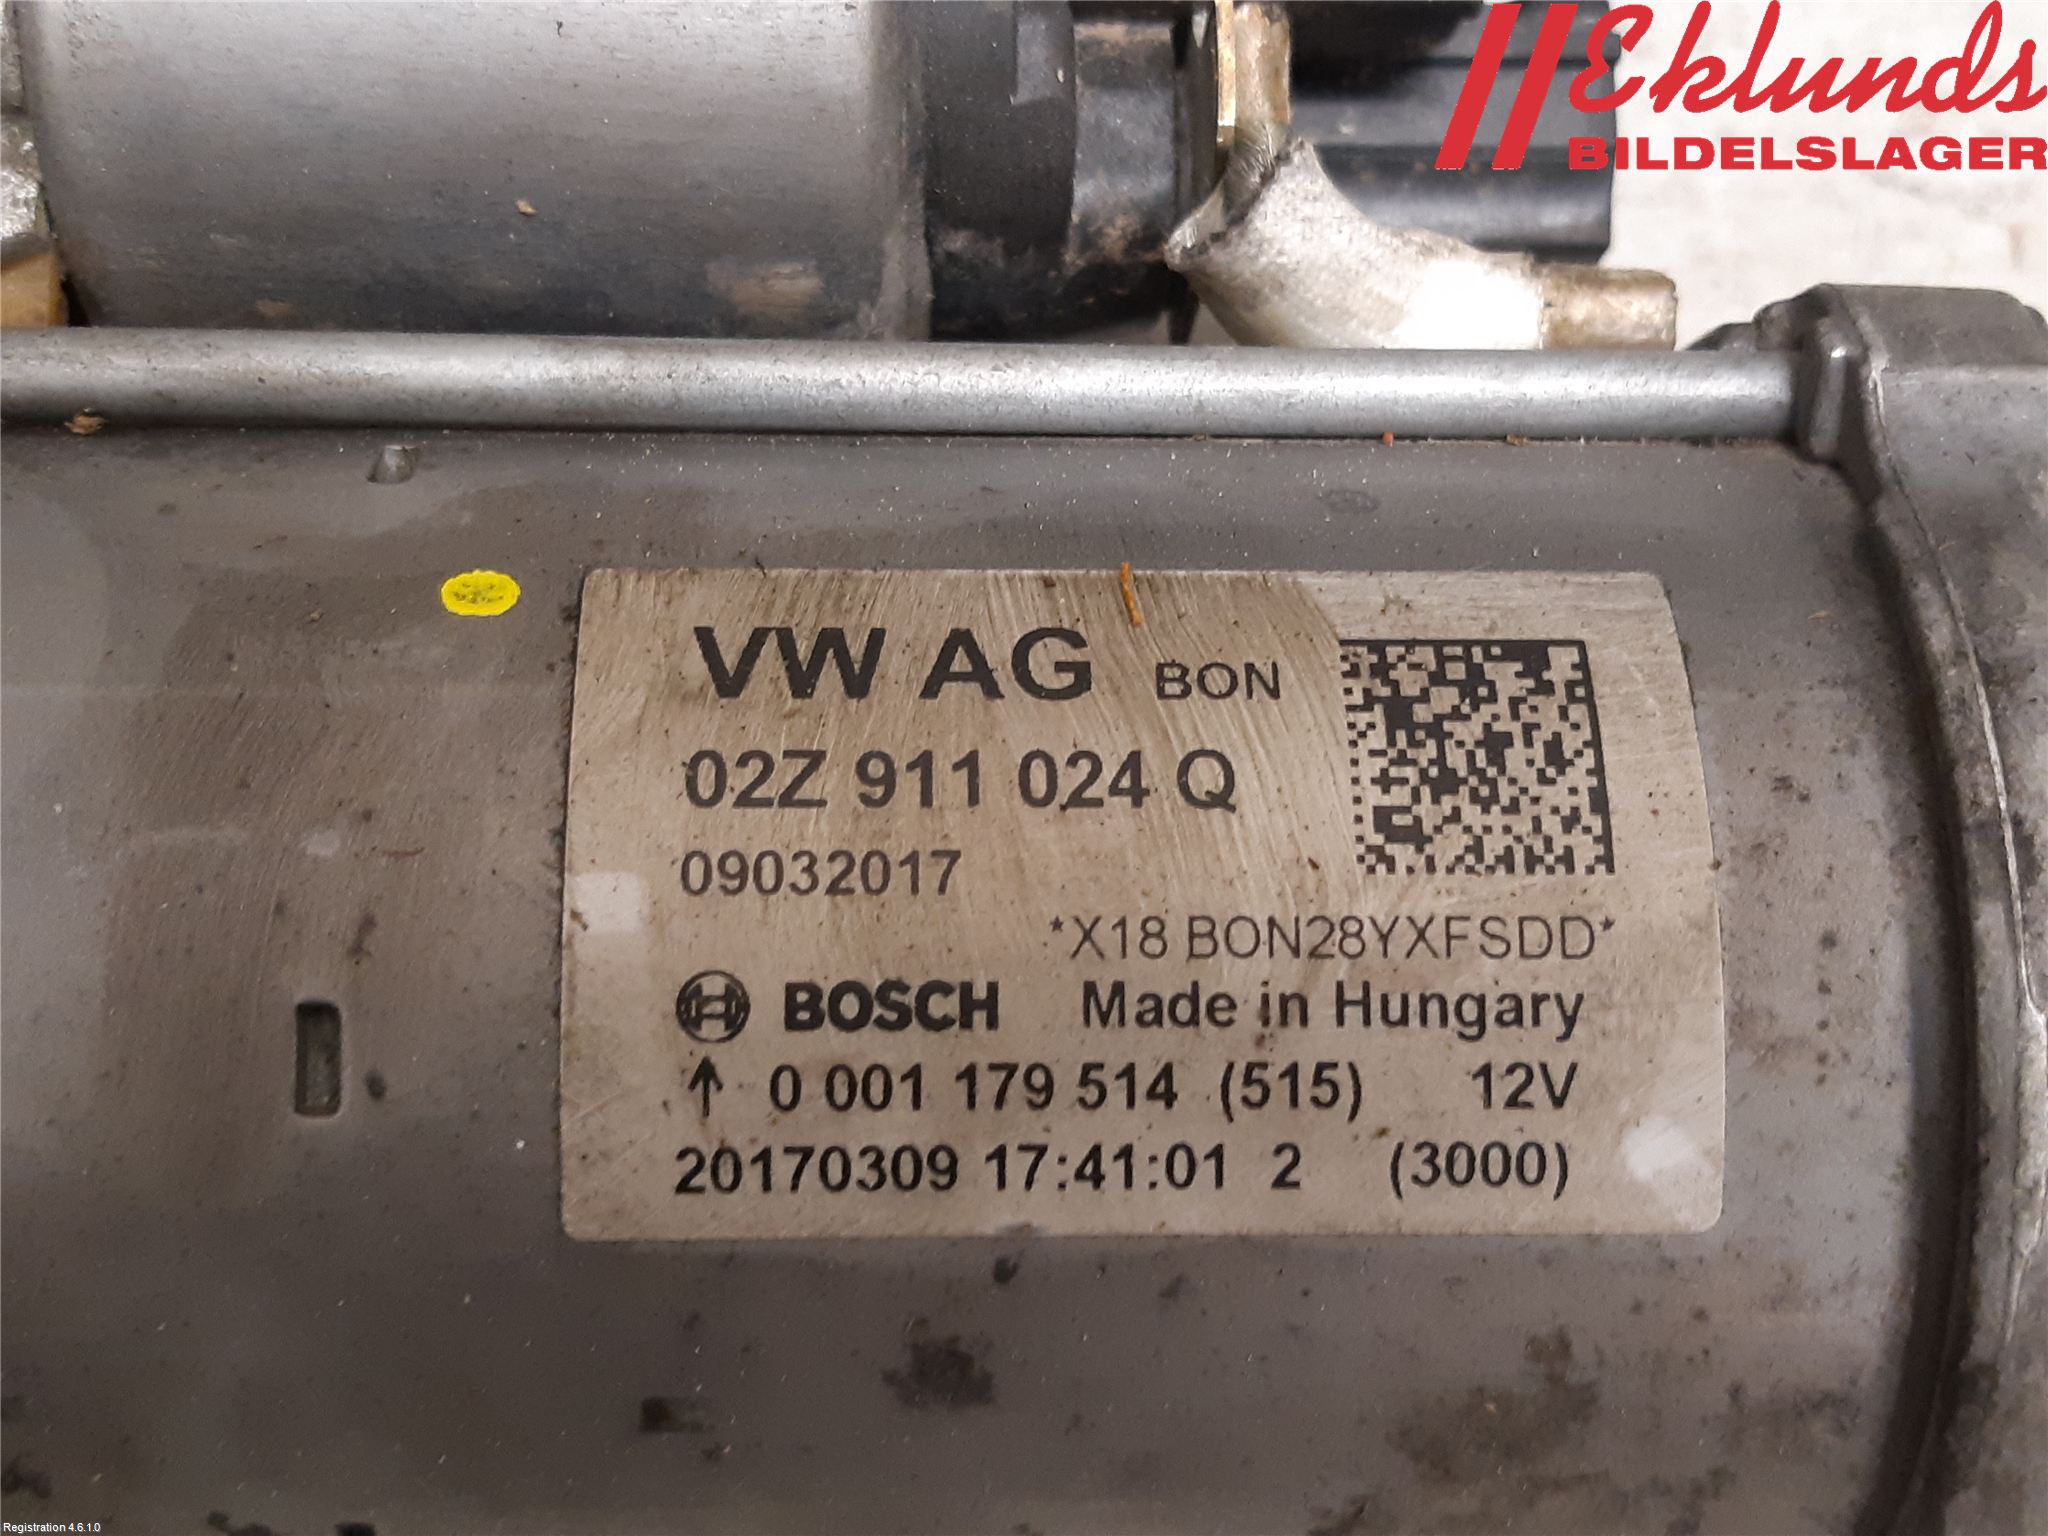 Eklunds
BILDELSLAGER
VW AG BON
02Z 911 024 Q
09032017
*X18 BON28YXFSDD*
BOSCH Made in Hungary
↑ 0 001 179 514 (515) 12V
20170309 17:41:01 2 (3000)
Registration 4.6.1.0